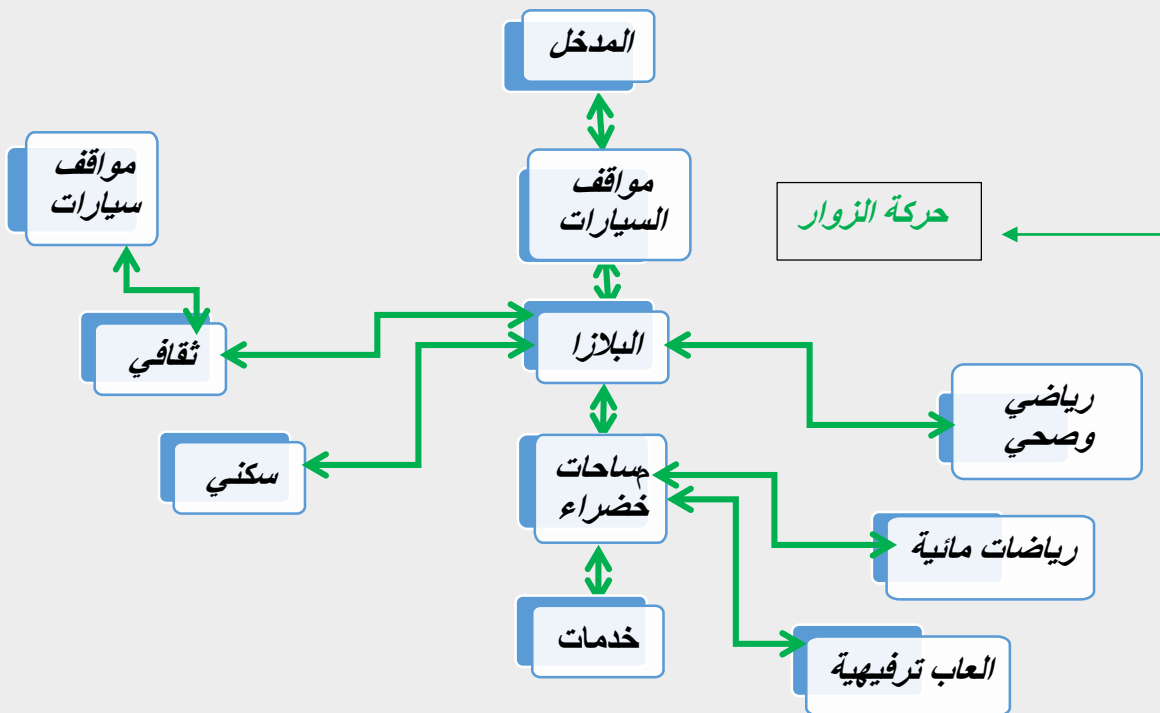 المدخل
مواقف
سيارات
مواقف
السيارات
حركة الزوار
البلازا
ثقافي
رياضي
وصحي
سكني
مساحات
خضراء
رياضات مائية
خدمات
العاب ترفيهية